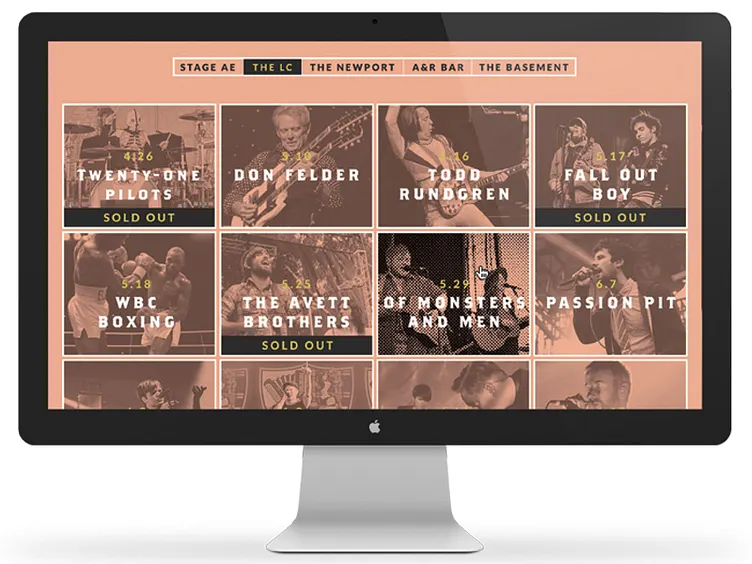 STAGE AE THE LC THE NEWPORT A&R BAR THE BASEMENT
4.26
TWENTY-ONE
PILOTS
SOLD OUT
5.10
DON FELDER
5.16
TODD
RUNDGREN
5.17
FALL OUT
BOY
SOLD OUT
5.18
WBC
BOXING
5.25
THE AVETT
BROTHERS
SOLD OUT
5.29
OF MONSTERS
AND MEN
6.7
PASSION PIT